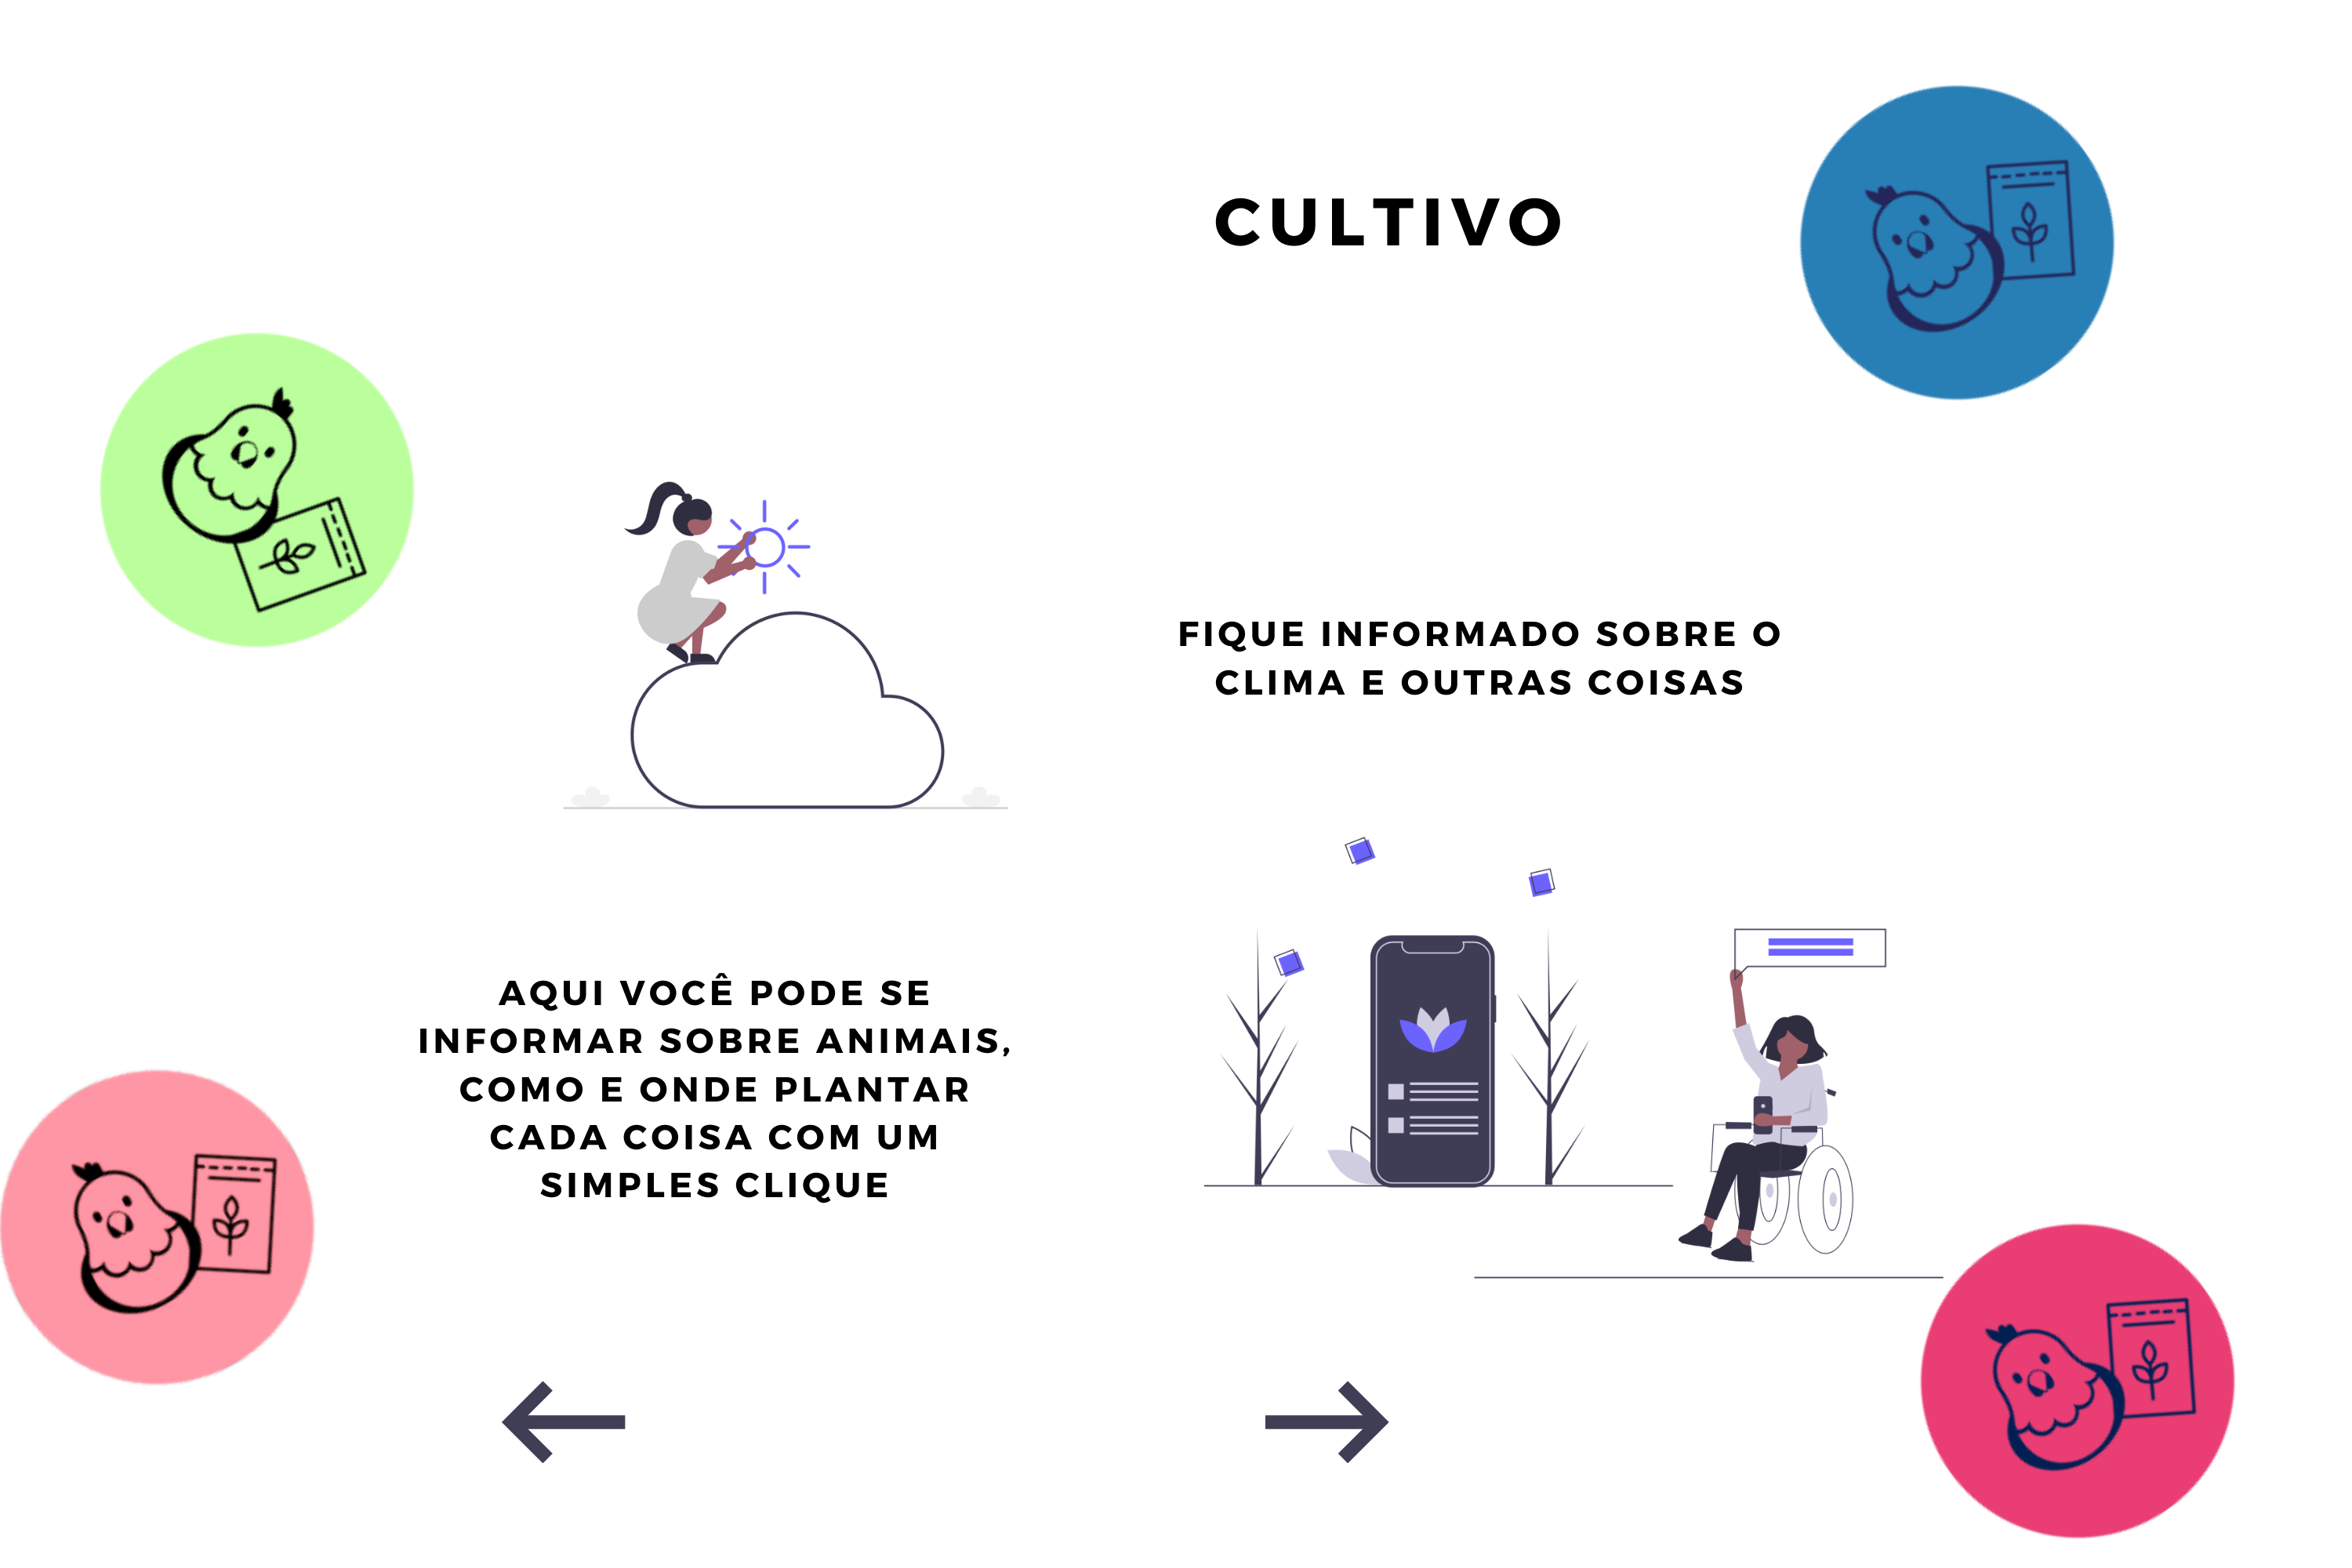 CULTIVO
FIQUE INFORMADO SOBRE O
CLIMA E OUTRAS COISAS
AQUI VOCÊ PODE SE
INFORMAR SOBRE ANIMAIS,
COMO E ONDE PLANTAR
CADA COISA COM UM
SIMPLES CLIQUE